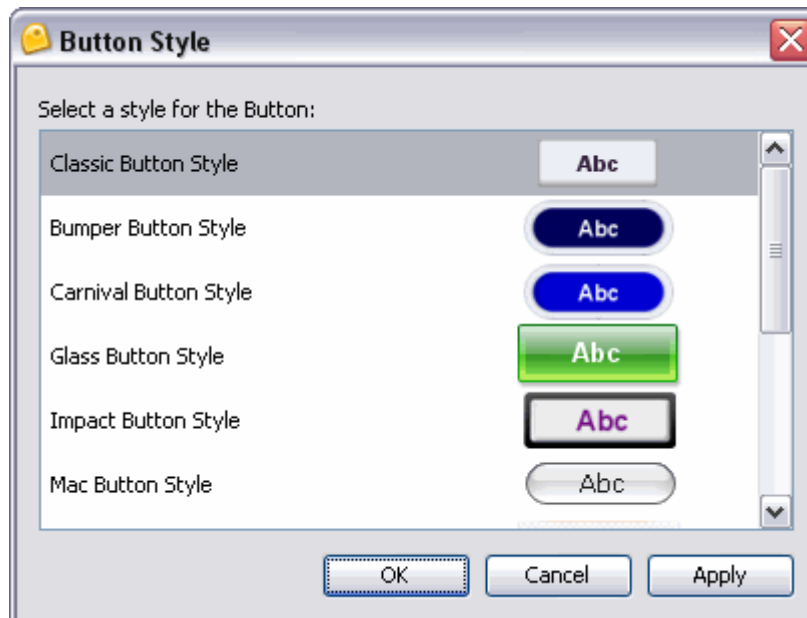 Button Style
Select a style for the Button:
Classic Button Style Abc
Bumper Button Style Abc
Carnival Button Style Abc
Glass Button Style Abc
Impact Button Style Abc
Mac Button Style Abc
OK Cancel Apply